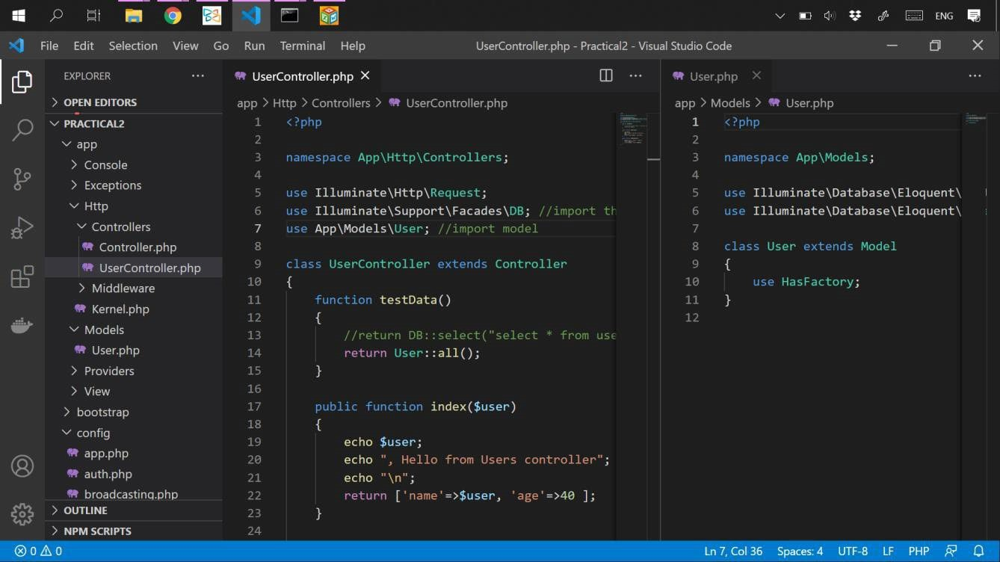 ENG
File Edit Selection View Go Run Terminal Help
UserController.php - Practical2 - Visual Studio Code
EXPLORER
OPEN EDITORS
PRACTICAL2
app
Console
Exceptions
Http
Controllers
Controller.php
UserController.php
Middleware
Kernel.php
Models
User.php
Providers
View
bootstrap
config
app.php
auth.php
broadcasting.php
OUTLINE
NPM SCRIPTS
UserController.php
app > Http > Controllers > UserController.php
1 <?php
2
3 namespace App\Http\Controllers;
4
5 use Illuminate\Http\Request;
6 use Illuminate\Support\Facades\DB; //import th
7 use App\Models\User; //import model
8
9 class UserController extends Controller
10 {
11 function testData()
12 {
13 //return DB::select("select * from use
14 return User::all();
15 }
16
17 public function index($user)
18 {
19 echo $user;
20 echo ", Hello from Users controller";
21 echo "\n";
22 return ['name'=>$user, 'age'=>40 ];
23 }
24
User.php
app > Models > User.php
1 <?php
2
3 namespace App\Models;
4
5 use Illuminate\Database\Eloquent\
6 use Illuminate\Database\Eloquent\
7
8 class User extends Model
9 {
10 use HasFactory;
11 }
12
0 0
Ln 7, Col 36 Spaces: 4 UTF-8 LF PHP